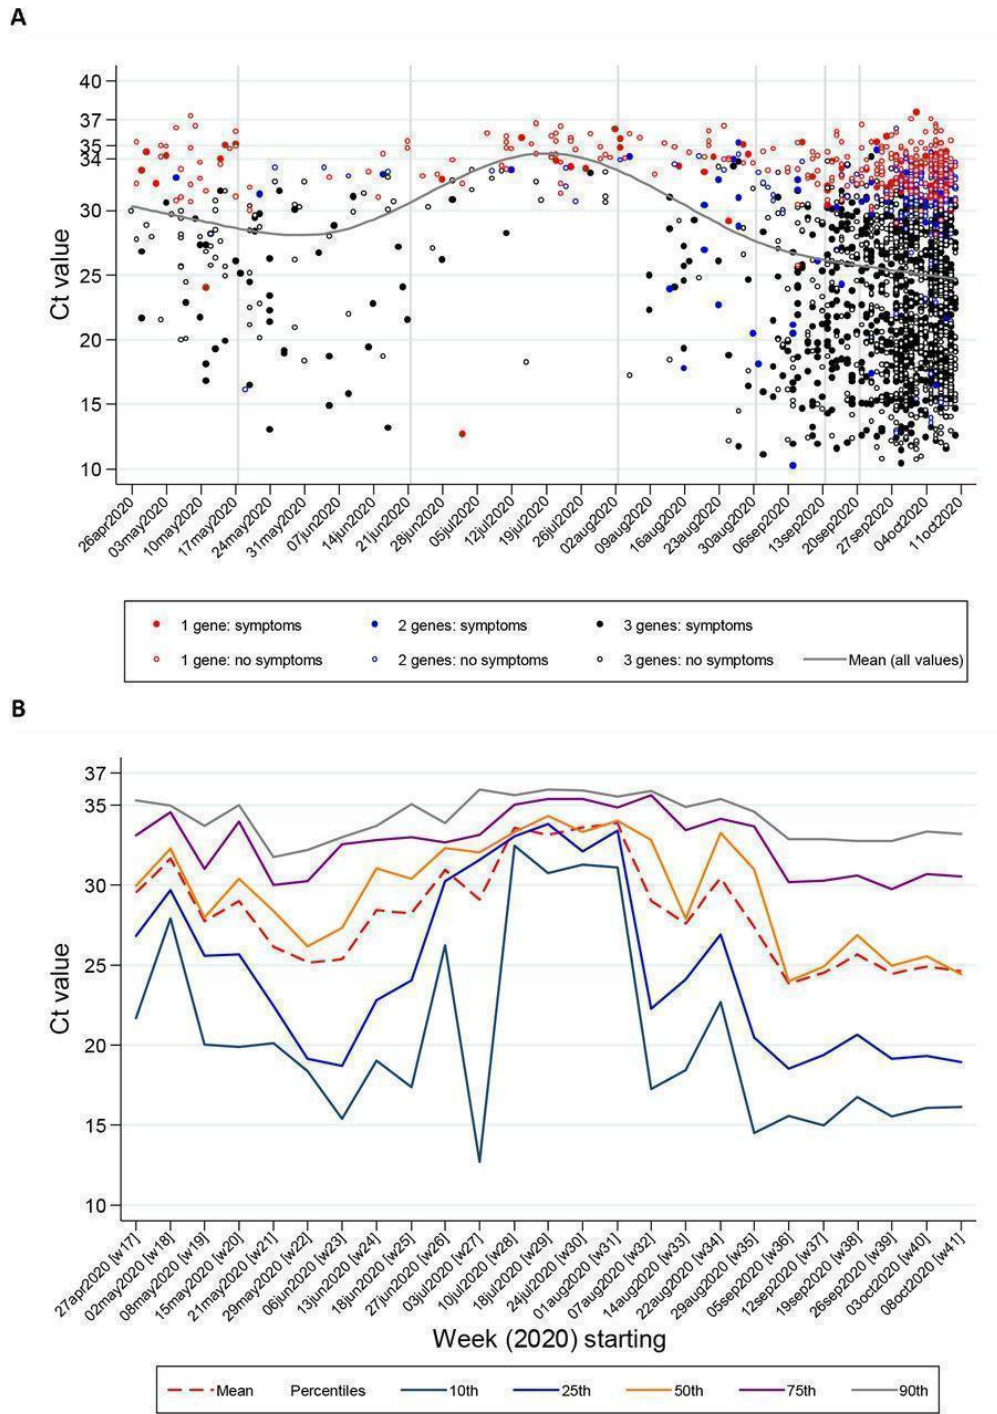 A
40
37
35
34
30
25
20
15
10
Ct value
26apr2020
03may2020
10may2020
17may2020
24may2020
31may2020
07jun2020
14jun2020
21jun2020
28jun2020
05jul2020
12jul2020
19jul2020
26jul2020
02aug2020
09aug2020
16aug2020
23aug2020
30aug2020
06sep2020
13sep2020
20sep2020
27sep2020
04oct2020
11oct2020
1 gene: symptoms 2 genes: symptoms 3 genes: symptoms
1 gene: no symptoms 2 genes: no symptoms 3 genes: no symptoms Mean (all values)
B
37
35
30
25
20
15
10
Ct value
27apr2020 [w17]
02may2020 [w18]
08may2020 [w19]
15may2020 [w20]
21may2020 [w21]
29may2020 [w22]
06jun2020 [w23]
13jun2020 [w24]
18jun2020 [w25]
27jun2020 [w26]
03jul2020 [w27]
10jul2020 [w28]
18jul2020 [w29]
24jul2020 [w30]
01aug2020 [w31]
07aug2020 [w32]
14aug2020 [w33]
22aug2020 [w34]
29aug2020 [w35]
05sep2020 [w36]
12sep2020 [w37]
19sep2020 [w38]
26sep2020 [w39]
03oct2020 [w40]
08oct2020 [w41]
Week (2020) starting
Mean Percentiles 10th 25th 50th 75th 90th